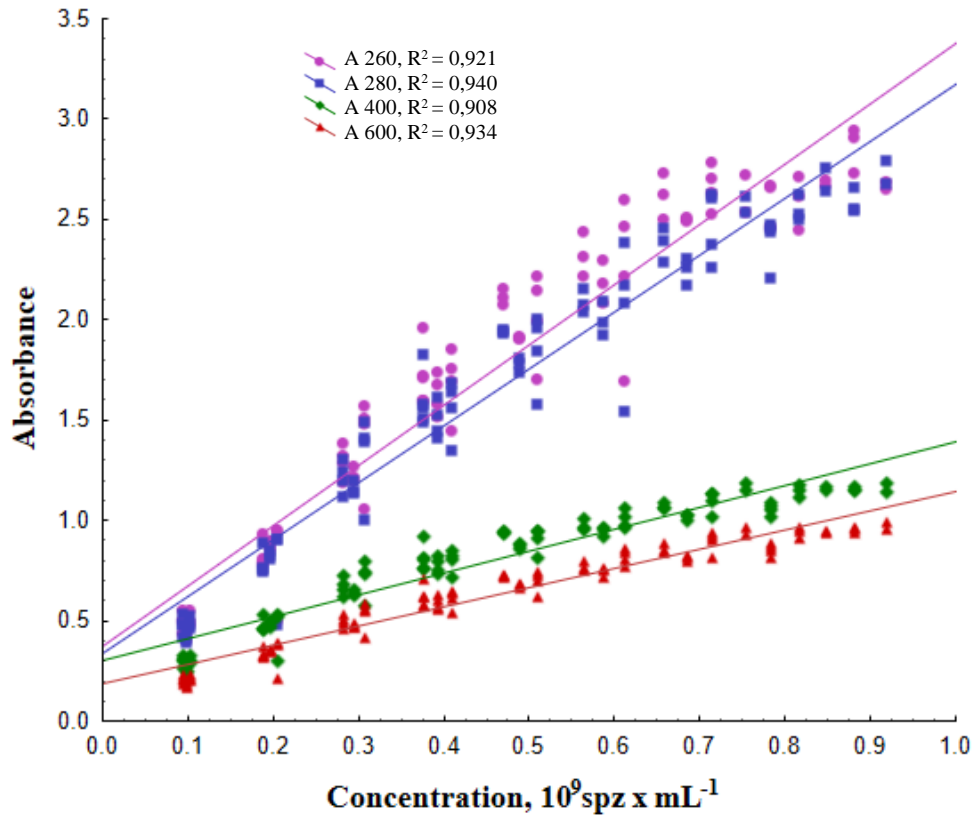 3.5
3.0
2.5
2.0
1.5
1.0
0.5
0.0
Absorbance
A 260, R² = 0,921
A 280, R² = 0,940
A 400, R² = 0,908
A 600, R² = 0,934
0.0 0.1 0.2 0.3 0.4 0.5 0.6 0.7 0.8 0.9 1.0
Concentration, 10⁹spz x mL⁻¹